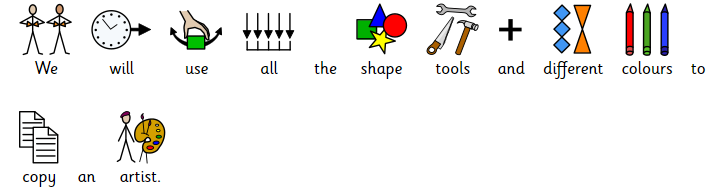 We will use all the shape tools and different colours to
copy an artist.